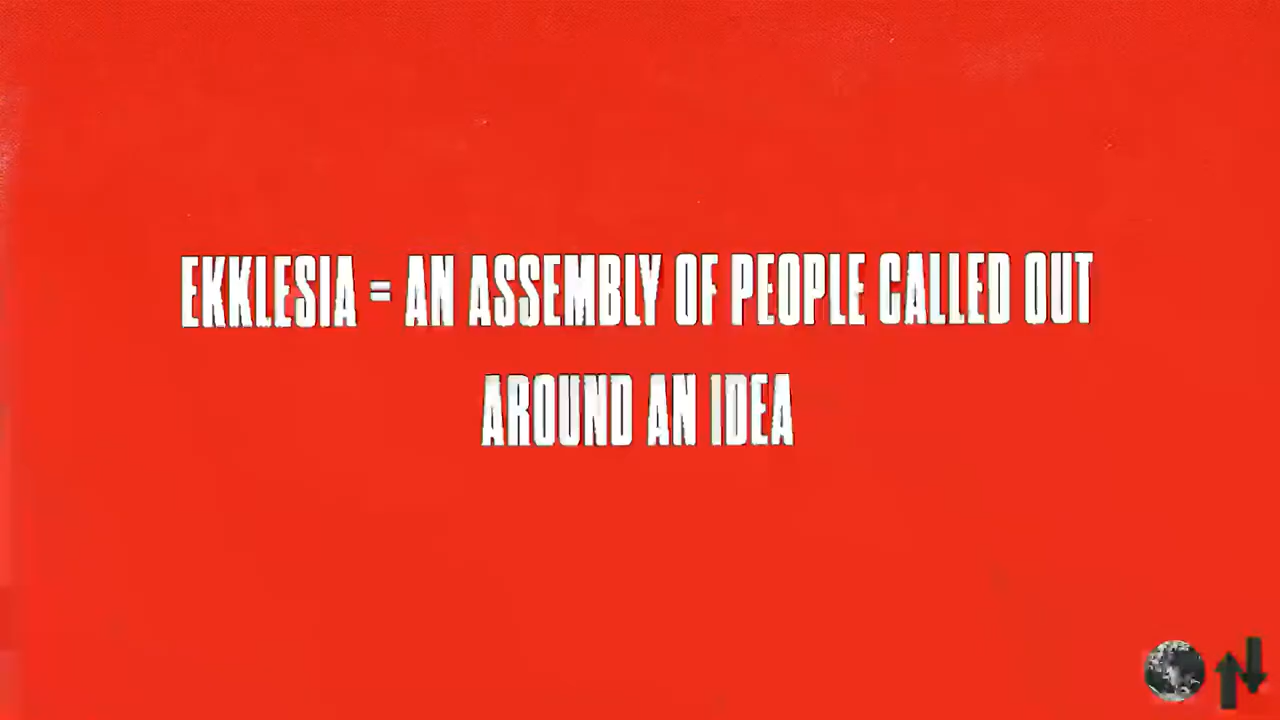 EKKLESIA = AN ASSEMBLY OF PEOPLE CALLED OUT
AROUND AN IDEA